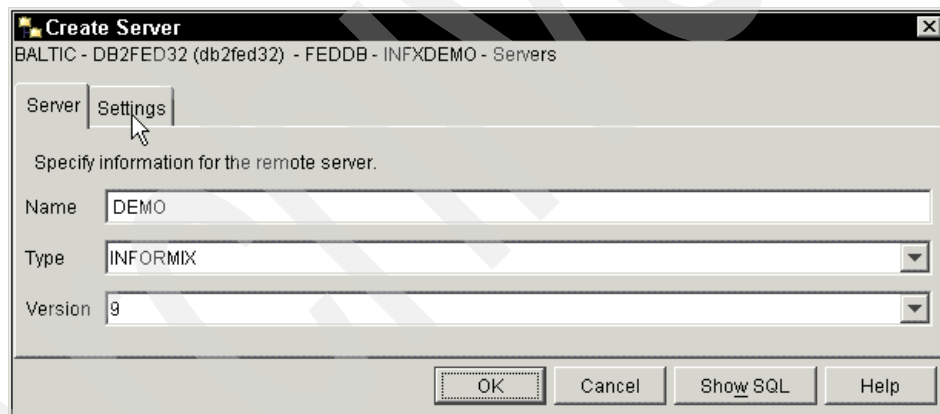 Create Server
BALTIC - DB2FED32 (db2fed32) - FEDDB - INFXDEMO - Servers
Server Settings
Specify information for the remote server.
Name DEMO
Type INFORMIX
Version 9
OK Cancel Show SQL Help